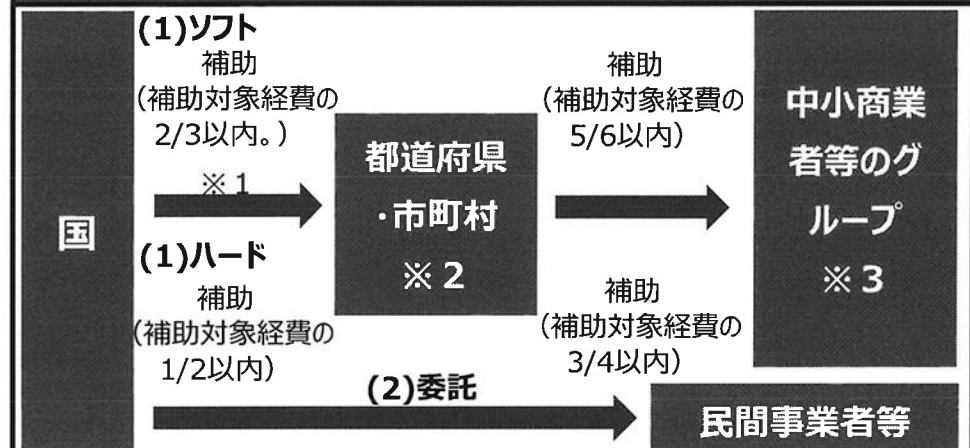 国
(1)ソフト
補助
(補助対象経費の
2/3以内。)
※1
(1)ハード
補助
(補助対象経費の
1/2以内)
都道府県
・市町村
※2
補助
(補助対象経費の
5/6以内)
補助
(補助対象経費の
3/4以内)
中小商業
者等のグ
ループ
※3
(2)委託
民間事業者等